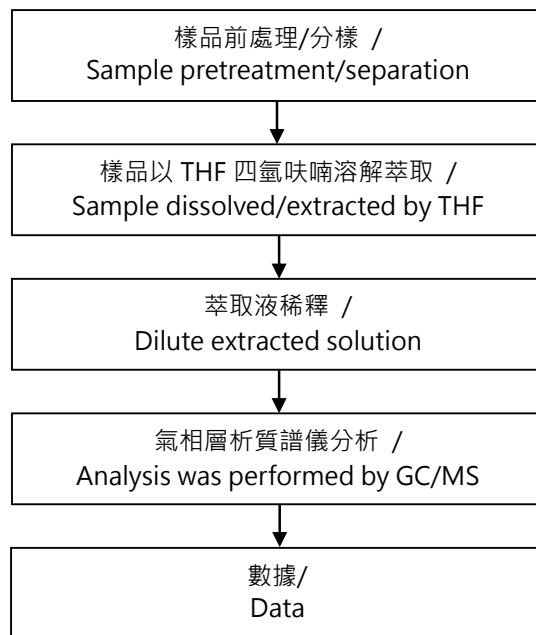 樣品前處理/分樣 /
Sample pretreatment/separation
樣品以 THF 四氫呋喃溶解萃取 /
Sample dissolved/extracted by THF
萃取液稀釋 /
Dilute extracted solution
氣相層析質譜儀分析 /
Analysis was performed by GC/MS
數據/
Data